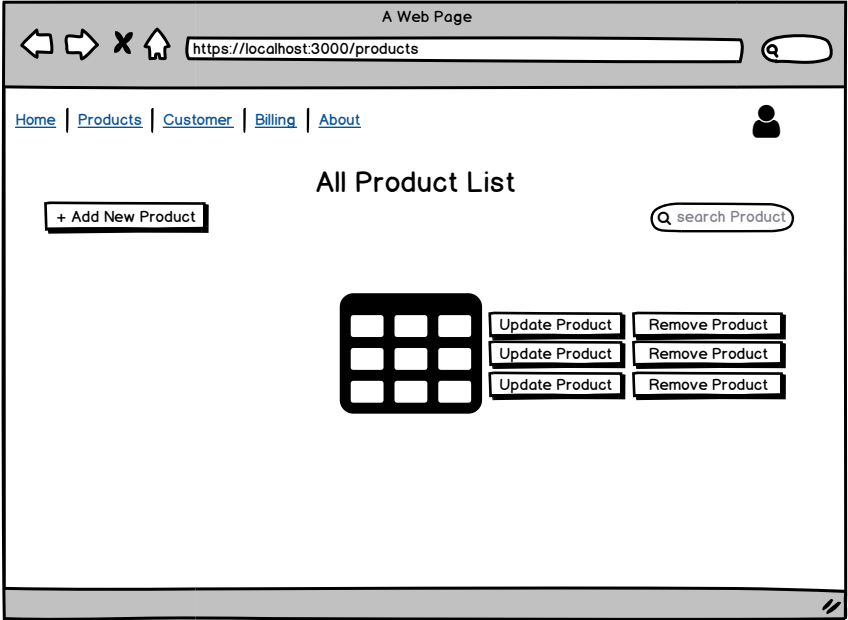 A Web Page
https://localhost:3000/products
Home Products Customer Billing About
All Product List
+ Add New Product
search Product
Update Product Remove Product
Update Product Remove Product
Update Product Remove Product